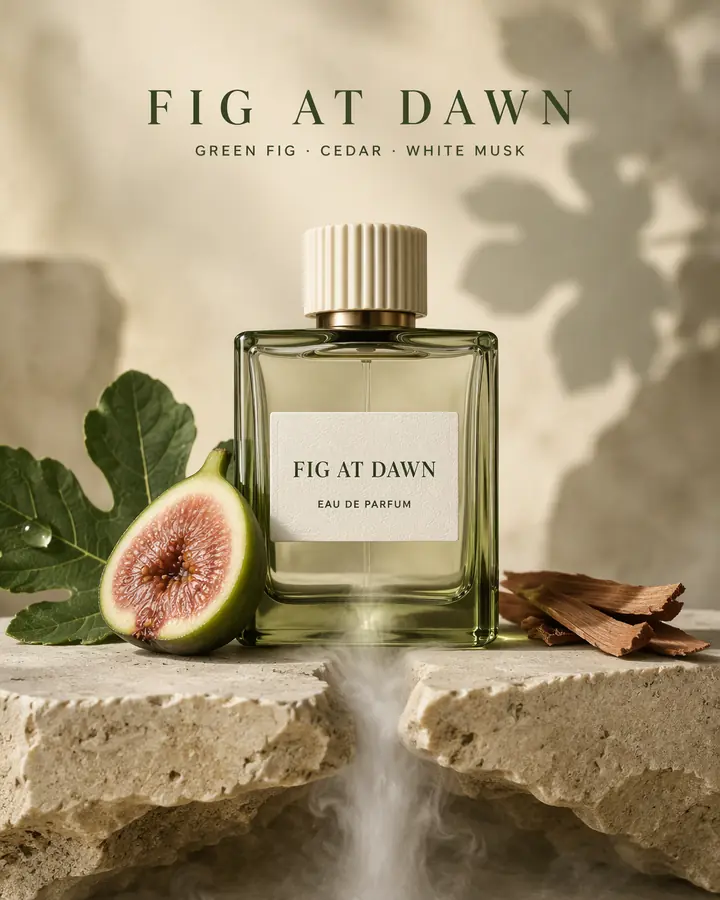 FIG AT DAWN
GREEN FIG · CEDAR · WHITE MUSK
FIG AT DAWN
EAU DE PARFUM